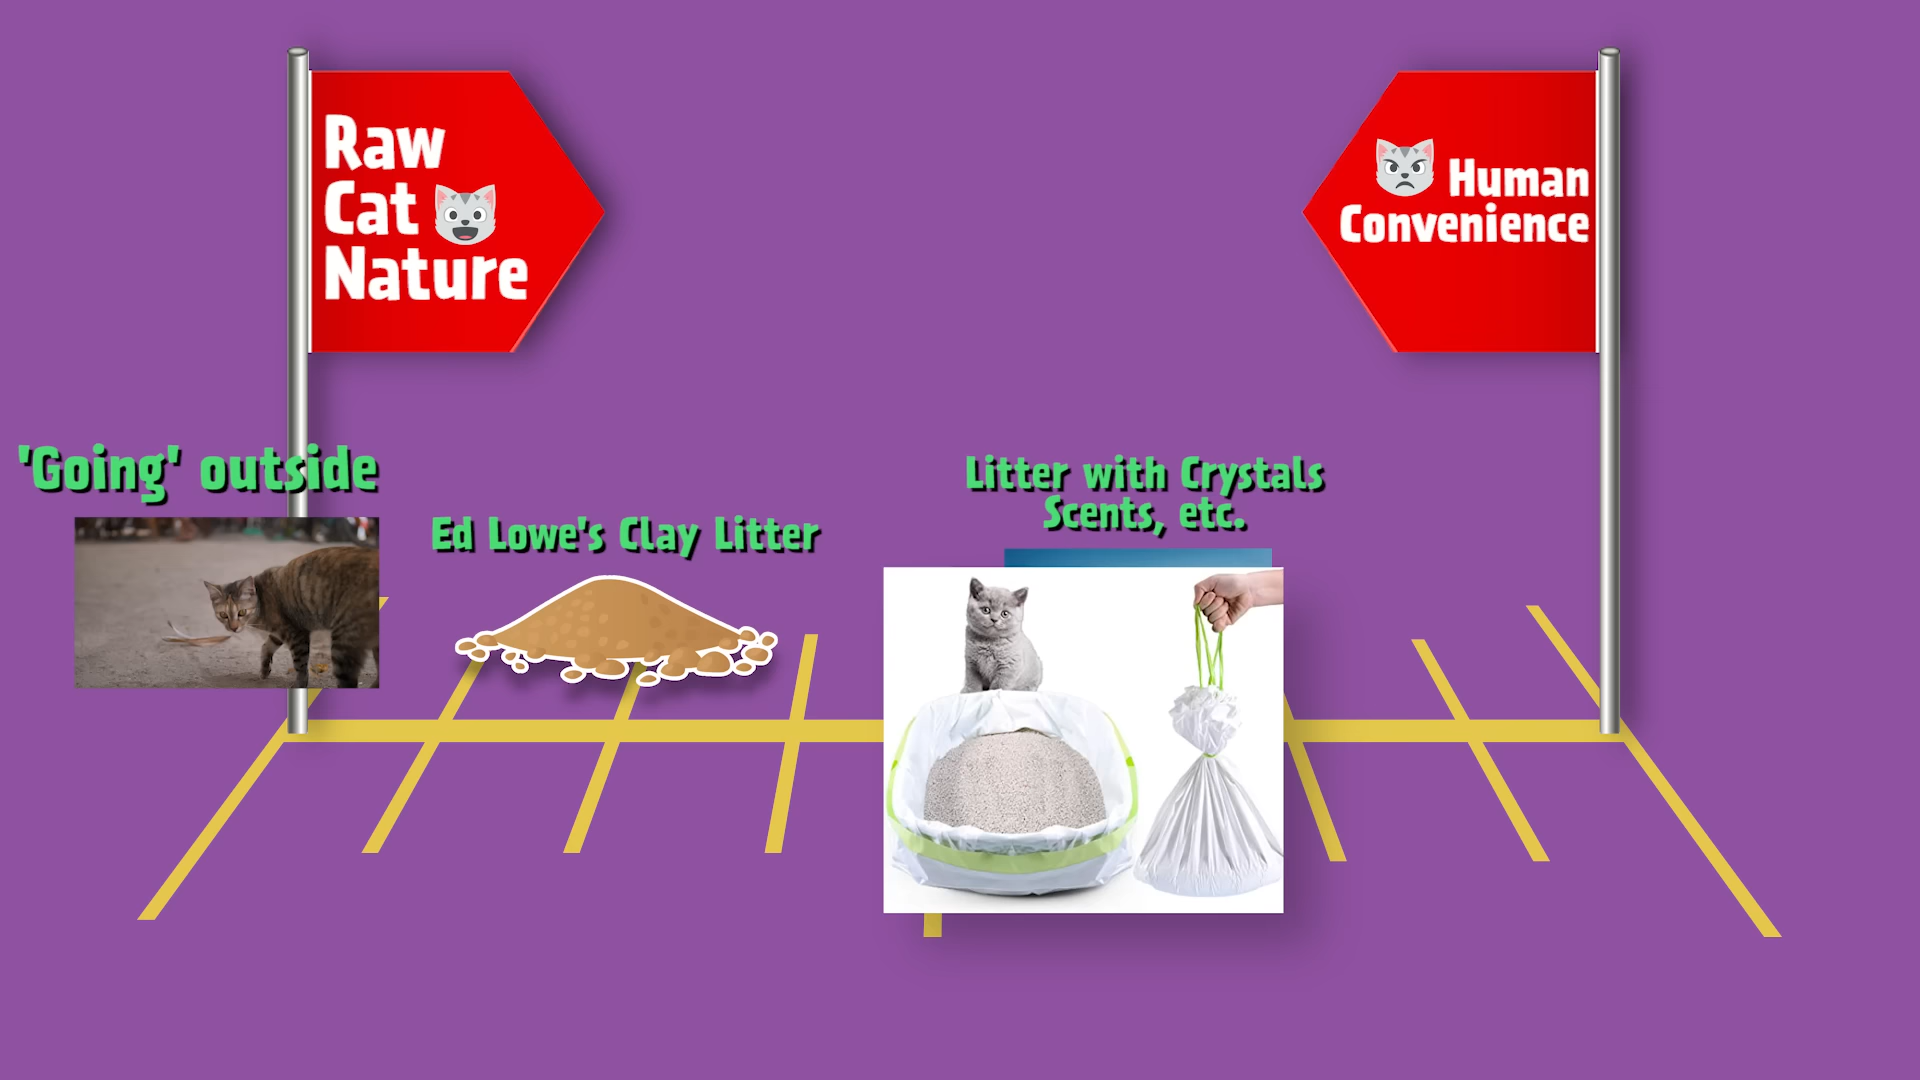 Raw
Cat
Nature
Human
Convenience
'Going' outside
Ed Lowe's Clay Litter
Litter with Crystals
Scents, etc.